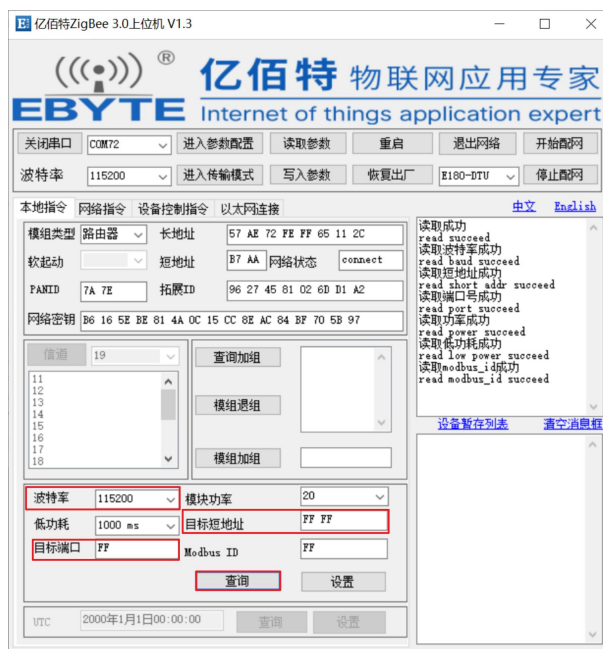 亿佰特ZigBee 3.0上位机 V1.3
((( ))) ®
EBYTE
亿佰特 物联网应用专家
Internet of things application expert
关闭串口 COM72 进入参数配置 读取参数 重启 退出网络 开始配网
波特率 115200 进入传输模式 写入参数 恢复出厂 E180-DTU 停止配网
本地指令 网络指令 设备控制指令 以太网连接 中文 English
模组类型 路由器 长地址 57 AE 72 FE FF 65 11 2C
软起动 短地址 B7 AA 网络状态 connect
PANID 7A 7E 拓展ID 96 27 45 81 02 6D D1 A2
网络密钥 B6 16 5E BE 81 4A 0C 15 CC 8E AC 84 BF 70 5B 97
读取成功
read succeed
读取波特率成功
read baud succeed
读取短地址成功
read short addr succeed
读取端口号成功
read port succeed
读取功率成功
read power succeed
读取低功耗成功
read low power succeed
读取modbus_id成功
read modbus_id succeed
设备暂存列表 清空消息框
信道 19
11
12
13
14
15
16
17
18
查询加组
模组退组
模组加组
波特率 115200 模块功率 20
低功耗 1000 ms 目标短地址 FF FF
目标端口 FF Modbus ID FF
查询 设置
UTC 2000年1月1日00:00:00 查询 设置